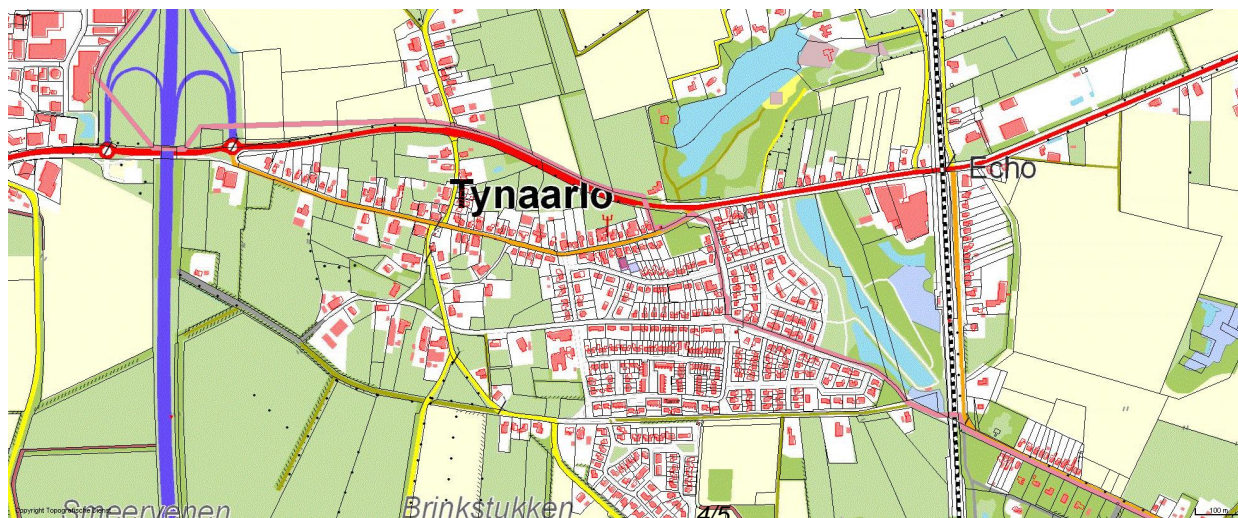 Echo
Tynaarlo
Smeervenen
Brinkstukken
4/5
Copyright Topografische Dienst
100 m